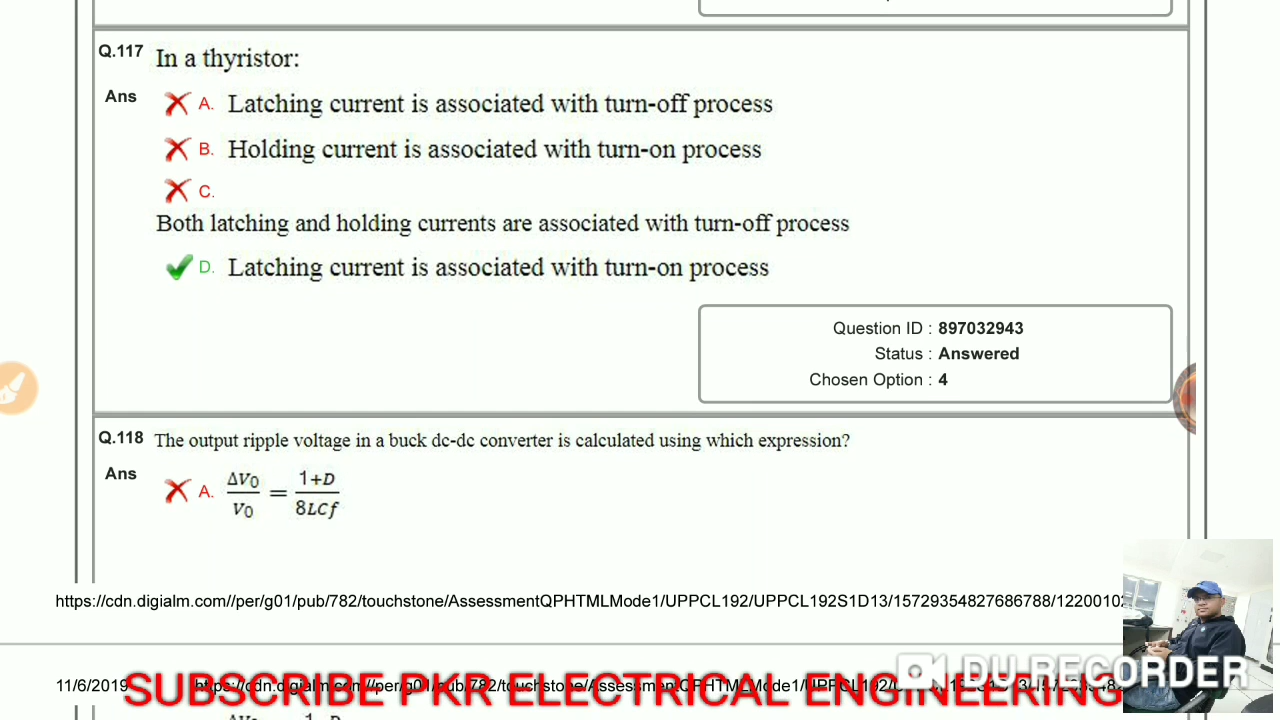 Q.117 In a thyristor:
Ans
A. Latching current is associated with turn-off process
B. Holding current is associated with turn-on process
C.
Both latching and holding currents are associated with turn-off process
D. Latching current is associated with turn-on process
Question ID : 897032943
Status : Answered
Chosen Option : 4
Q.118 The output ripple voltage in a buck dc-dc converter is calculated using which expression?
Ans
A. ΔV0/V0 = 1+D/8LCf
https://cdn.digialm.com//per/g01/pub/782/touchstone/AssessmentQPHTMLMode1/UPPCL192/UPPCL192S1D13/15729354827686788/1220010
DU RECORDER
11/6/2019
SUBSCRIBE PKR ELECTRICAL ENGINEERING